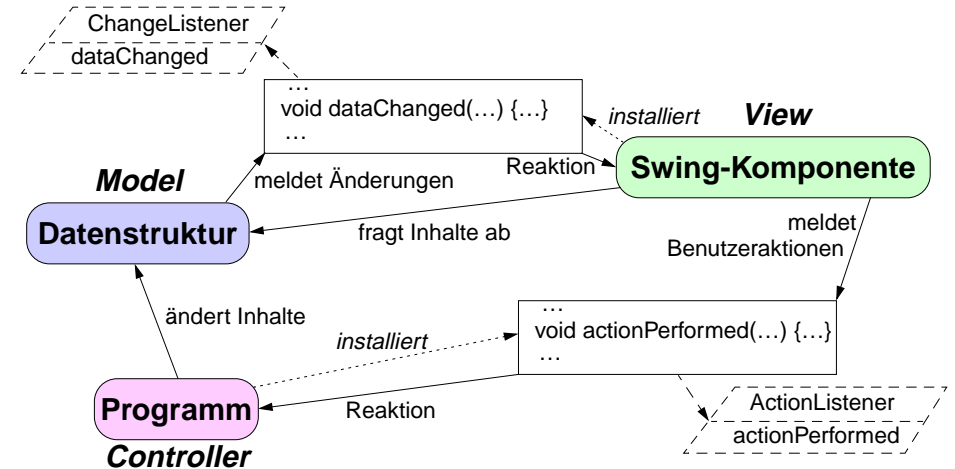 ChangeListener
dataChanged
…
void dataChanged(…) {…}
…
installiert
View
Reaktion
Swing-Komponente
Model
meldet Änderungen
Datenstruktur
fragt Inhalte ab
meldet
Benutzeraktionen
ändert Inhalte
…
void actionPerformed(…) {…}
…
installiert
Programm
Reaktion
Controller
ActionListener
actionPerformed